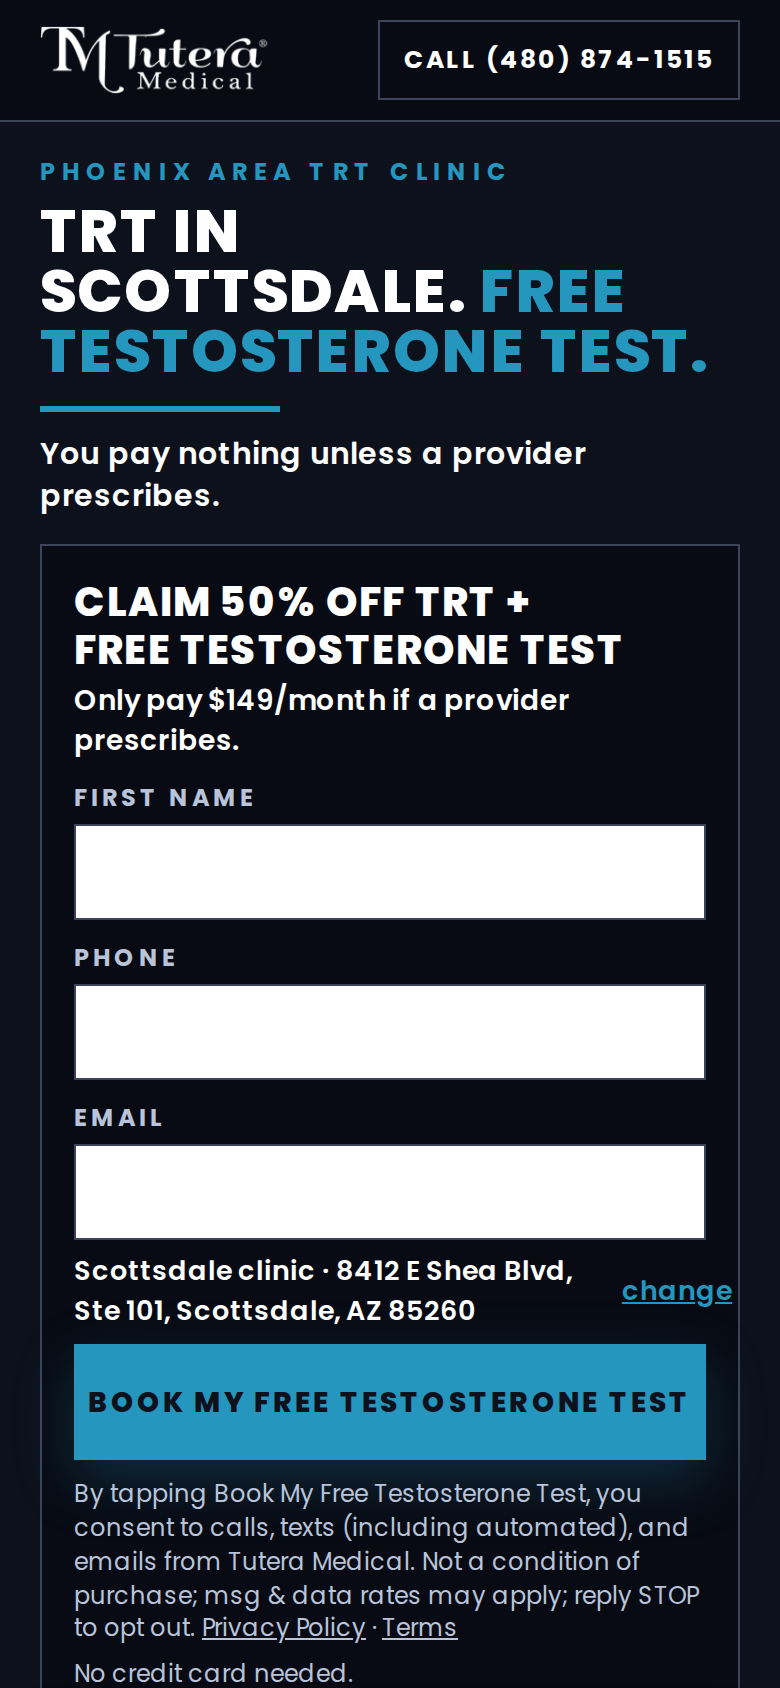 TM Tutera®
Medical
CALL (480) 874-1515
PHOENIX AREA TRT CLINIC
TRT IN
SCOTTSDALE. FREE
TESTOSTERONE TEST.
You pay nothing unless a provider
prescribes.
CLAIM 50% OFF TRT +
FREE TESTOSTERONE TEST
Only pay $149/month if a provider
prescribes.
FIRST NAME
PHONE
EMAIL
Scottsdale clinic · 8412 E Shea Blvd,
Ste 101, Scottsdale, AZ 85260
change
BOOK MY FREE TESTOSTERONE TEST
By tapping Book My Free Testosterone Test, you
consent to calls, texts (including automated), and
emails from Tutera Medical. Not a condition of
purchase; msg & data rates may apply; reply STOP
to opt out. Privacy Policy · Terms
No credit card needed.